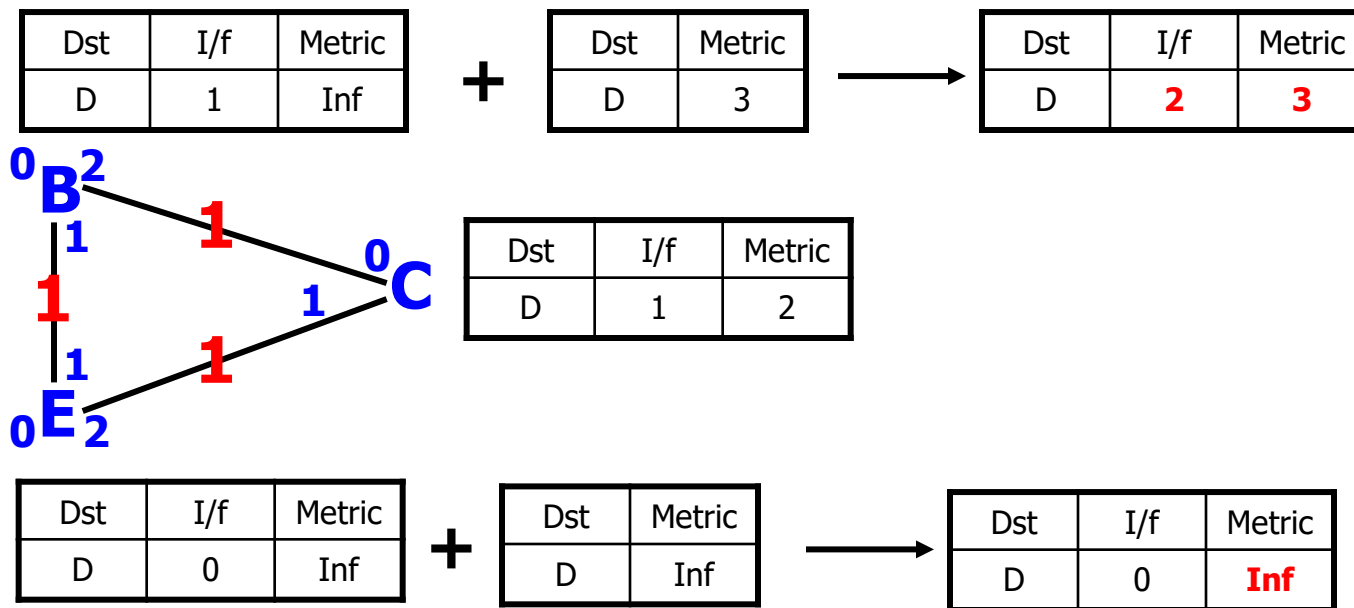 Dst I/f Metric + Dst Metric Dst I/f Metric
D 1 Inf D 3 D 2 3
0 B 2
1 1
0 C
Dst I/f Metric
D 1 2
1 1
1 1
0 E 2
Dst I/f Metric + Dst Metric Dst I/f Metric
D 0 Inf D Inf D 0 Inf